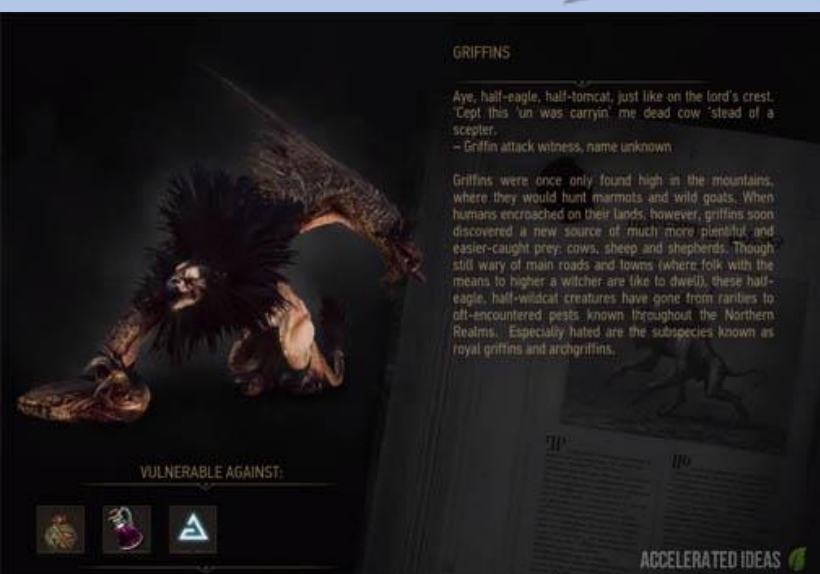 GRIFFINS
Aye, half-eagle, half-tomcat, just like on the lord's crest.
'Cept this 'un was carryin' me dead cow 'stead of a
scepter.
– Griffin attack witness, name unknown
Griffins were once only found high in the mountains,
where they would hunt marmots and wild goats. When
humans encroached on their lands, however, griffins soon
discovered a new source of much more plentiful and
easier-caught prey: cows, sheep and shepherds. Though
still wary of main roads and towns (where folk with the
means to higher a witcher are like to dwell), these half-
eagle, half-wildcat creatures have gone from rarities to
oft-encountered pests known throughout the Northern
Realms. Especially hated are the subspecies known as
royal griffins and archgriffins.
VULNERABLE AGAINST:
ACCELERATED IDEAS